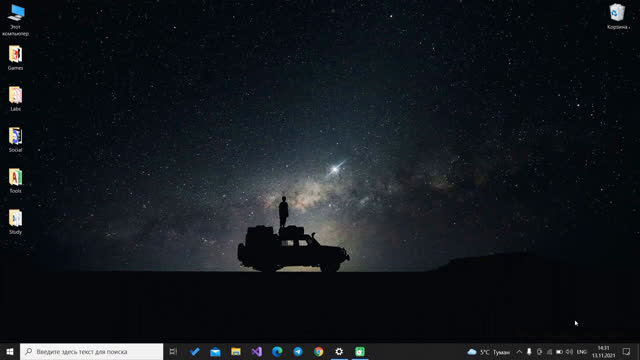 Этот
компьютер
Корзина
Games
Labs
Social
Tools
Study
Введите здесь текст для поиска
5°C Туман
ENG
14:31
13.11.2021